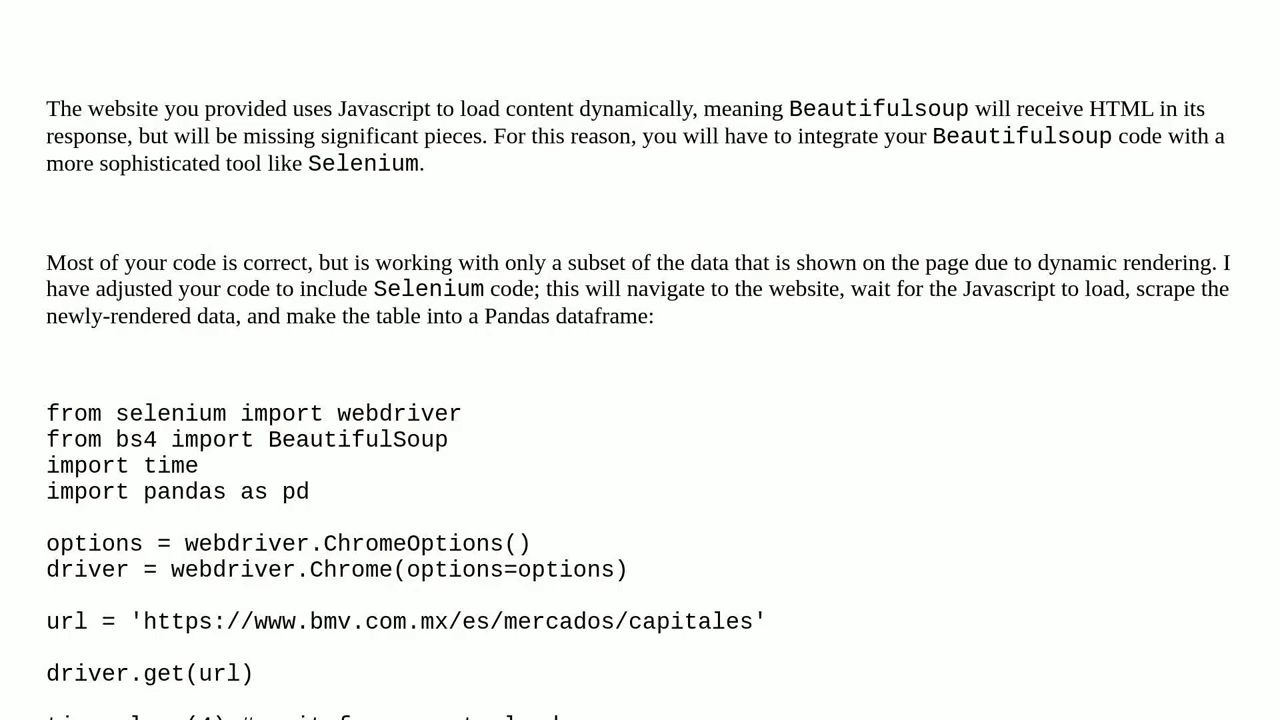 The website you provided uses Javascript to load content dynamically, meaning Beautifulsoup will receive HTML in its
response, but will be missing significant pieces. For this reason, you will have to integrate your Beautifulsoup code with a
more sophisticated tool like Selenium.
Most of your code is correct, but is working with only a subset of the data that is shown on the page due to dynamic rendering. I
have adjusted your code to include Selenium code; this will navigate to the website, wait for the Javascript to load, scrape the
newly-rendered data, and make the table into a Pandas dataframe:
from selenium import webdriver
from bs4 import BeautifulSoup
import time
import pandas as pd
options = webdriver.ChromeOptions()
driver = webdriver.Chrome(options=options)
url = 'https://www.bmv.com.mx/es/mercados/capitales'
driver.get(url)